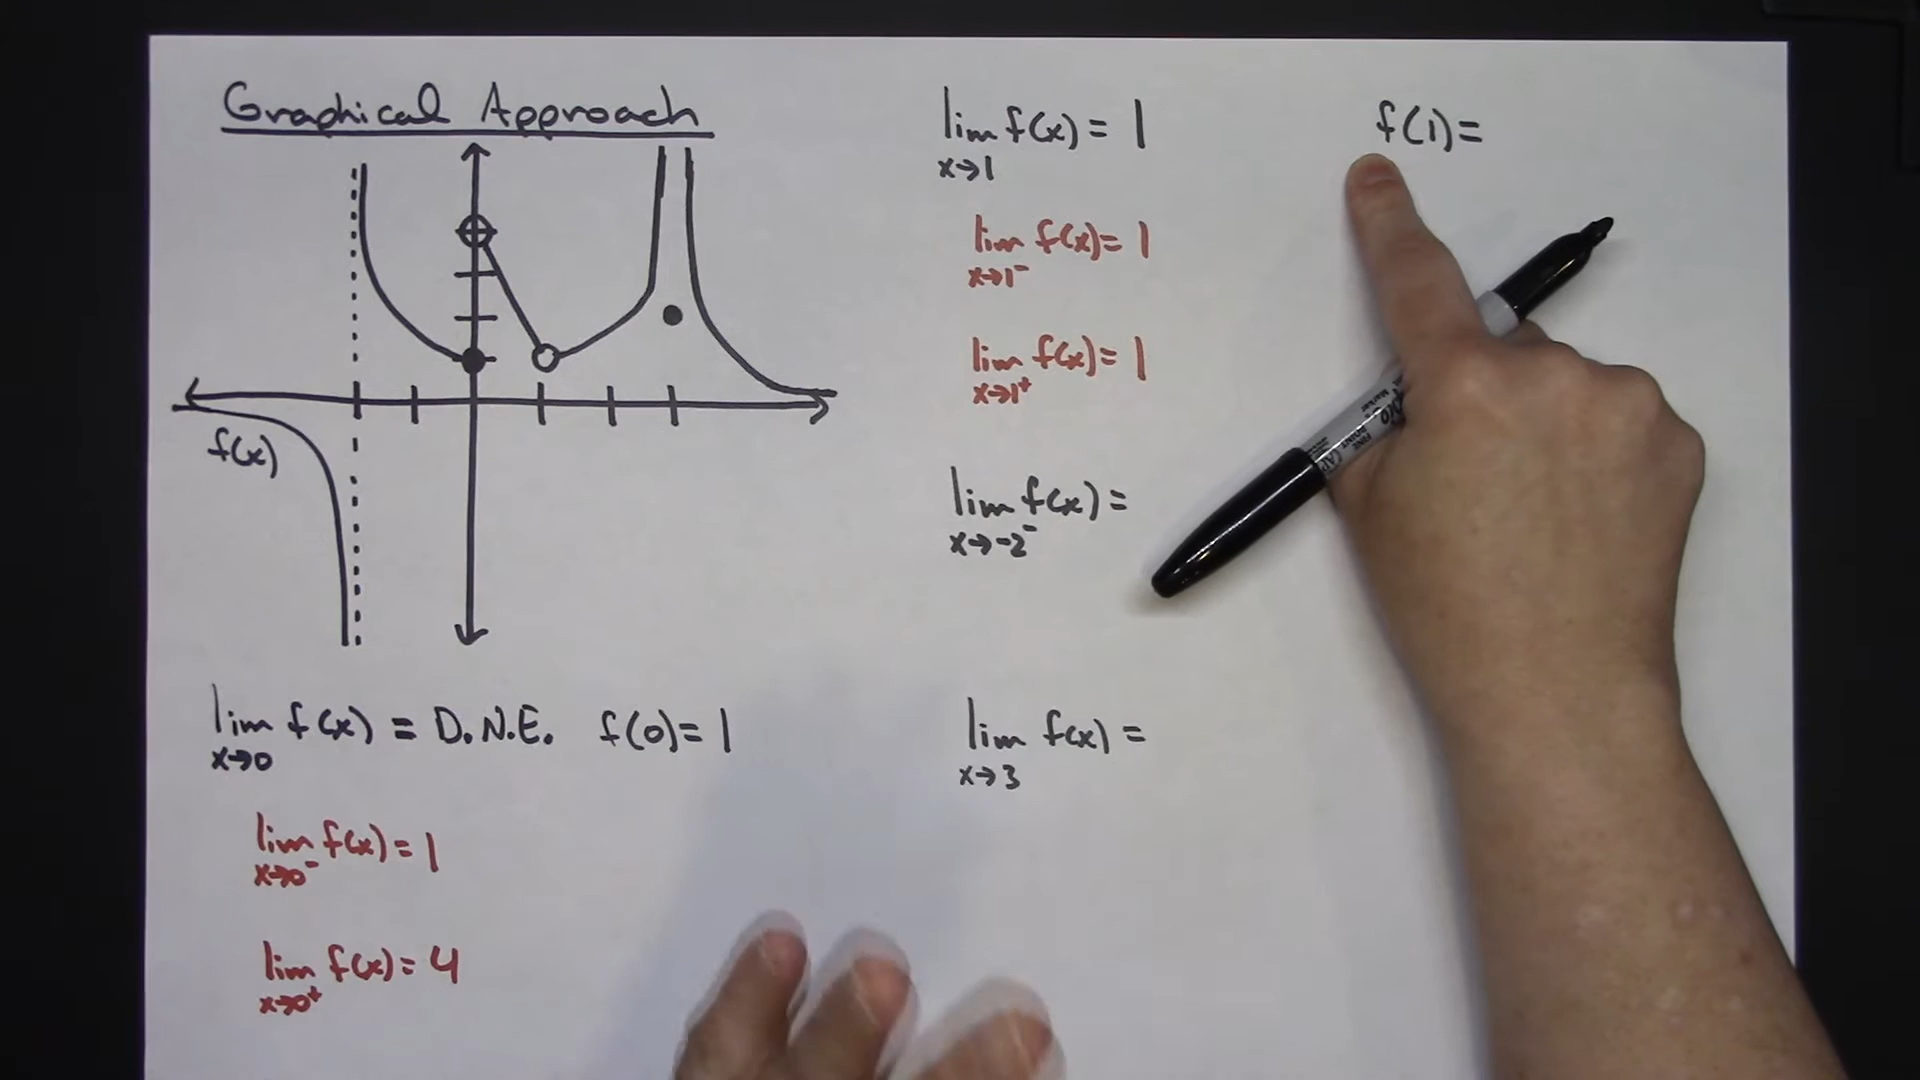 Graphical Approach
f(x)
lim f(x) = D.N.E. f(0) = 1
x→0
lim f(x) = 1
x→0⁻
lim f(x) = 4
x→0⁺
lim f(x) = 1
x→1
lim f(x) = 1
x→1⁻
lim f(x) = 1
x→1⁺
lim f(x) =
x→-2⁻
lim f(x) =
x→3
f(1) =